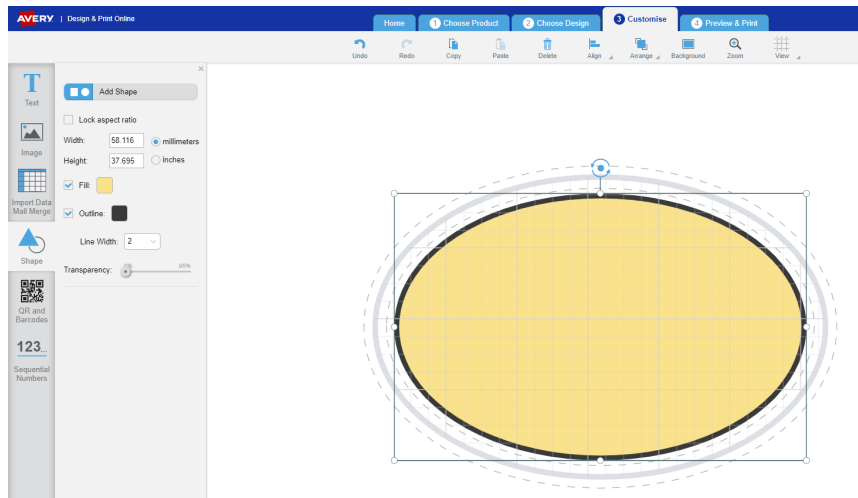 AVERY | Design & Print Online
Home
1 Choose Product
2 Choose Design
3 Customise
4 Preview & Print
Undo
Redo
Copy
Paste
Delete
Align
Arrange
Background
Zoom
View
Text
Image
Import Data
Mail Merge
Shape
QR and
Barcodes
123...
Sequential
Numbers
Add Shape
Lock aspect ratio
Width: 58.116 millimeters
Height: 37.695 inches
Fill:
Outline:
Line Width: 2
Transparency: